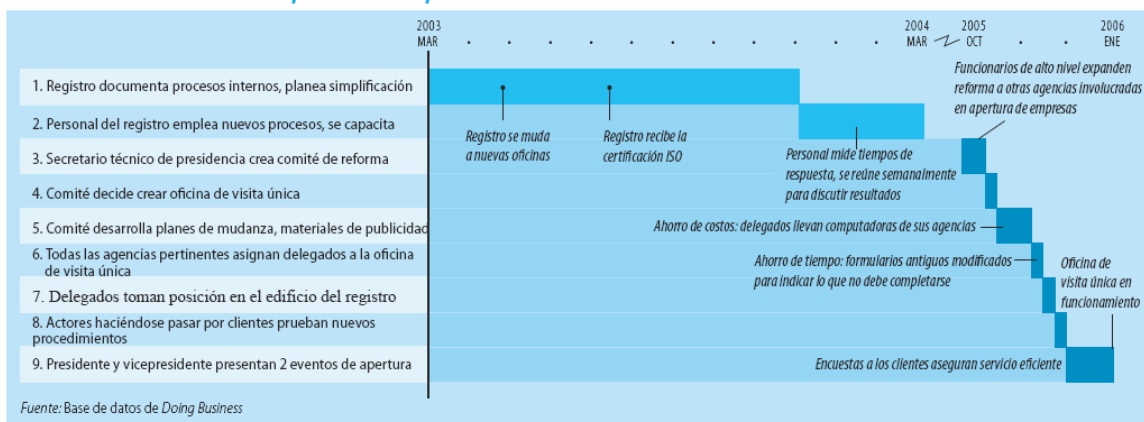 2003
MAR
2004
MAR
2005
OCT
2006
ENE
Funcionarios de alto nivel expanden
reforma a otras agencias involucradas
en apertura de empresas
1. Registro documenta procesos internos, planea simplificación
2. Personal del registro emplea nuevos procesos, se capacita
Registro se muda
a nuevas oficinas
Registro recibe la
certificación ISO
3. Secretario técnico de presidencia crea comité de reforma
Personal mide tiempos de
respuesta, se reúne semanalmente
para discutir resultados
4. Comité decide crear oficina de visita única
5. Comité desarrolla planes de mudanza, materiales de publicidad
Ahorro de costos: delegados llevan computadoras de sus agencias
6. Todas las agencias pertinentes asignan delegados a la oficina
de visita única
Ahorro de tiempo: formularios antiguos modificados
para indicar lo que no debe completarse
Oficina de
visita única en
funcionamiento
7. Delegados toman posición en el edificio del registro
8. Actores haciéndose pasar por clientes prueban nuevos
procedimientos
9. Presidente y vicepresidente presentan 2 eventos de apertura
Encuestas a los clientes aseguran servicio eficiente
Fuente: Base de datos de Doing Business